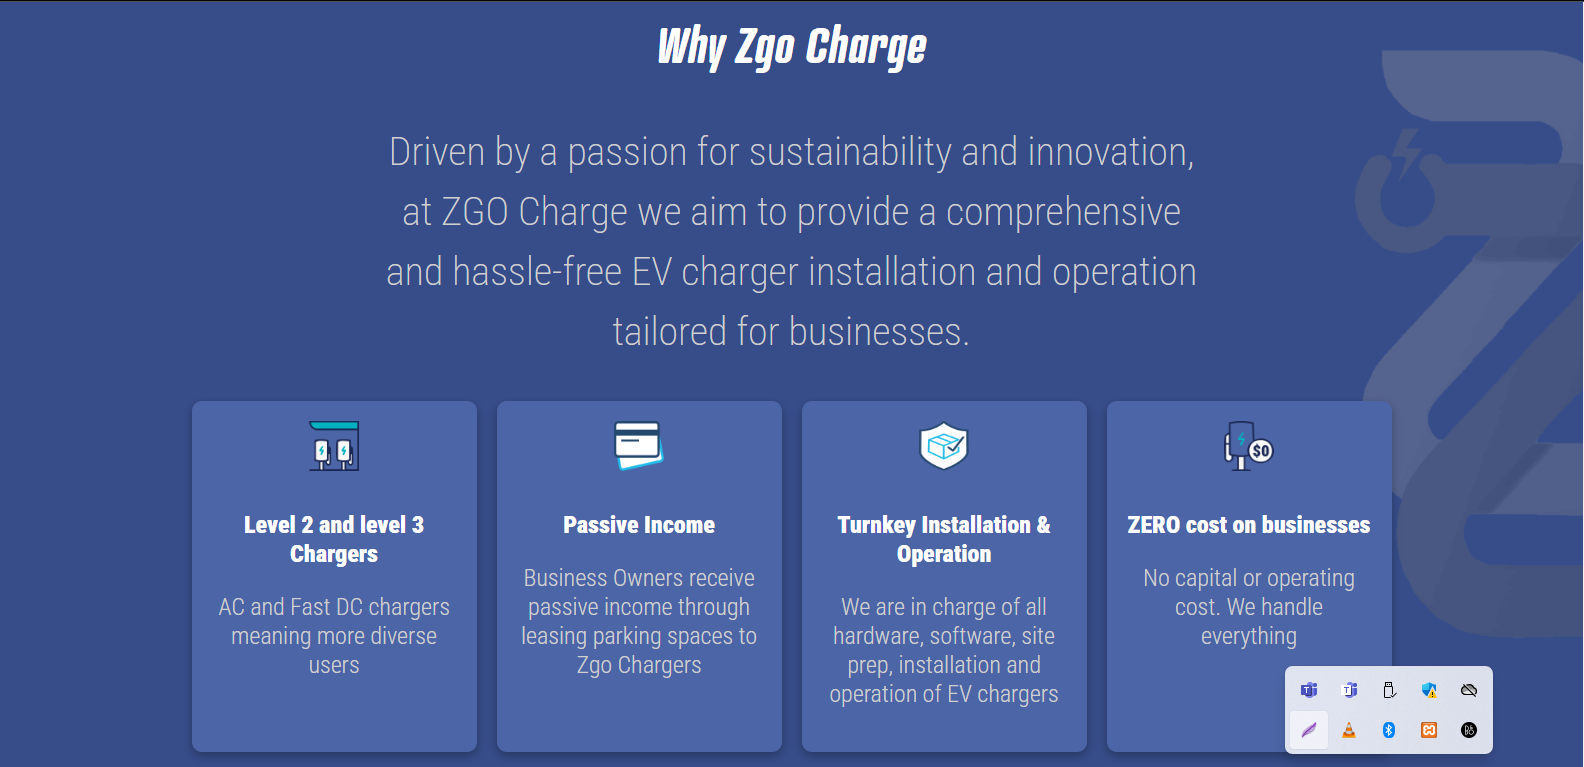 Why Zgo Charge
Driven by a passion for sustainability and innovation,
at ZGO Charge we aim to provide a comprehensive
and hassle-free EV charger installation and operation
tailored for businesses.
Level 2 and level 3
Chargers
AC and Fast DC chargers
meaning more diverse
users
Passive Income
Business Owners receive
passive income through
leasing parking spaces to
Zgo Chargers
Turnkey Installation &
Operation
We are in charge of all
hardware, software, site
prep, installation and
operation of EV chargers
$0
ZERO cost on businesses
No capital or operating
cost. We handle
everything